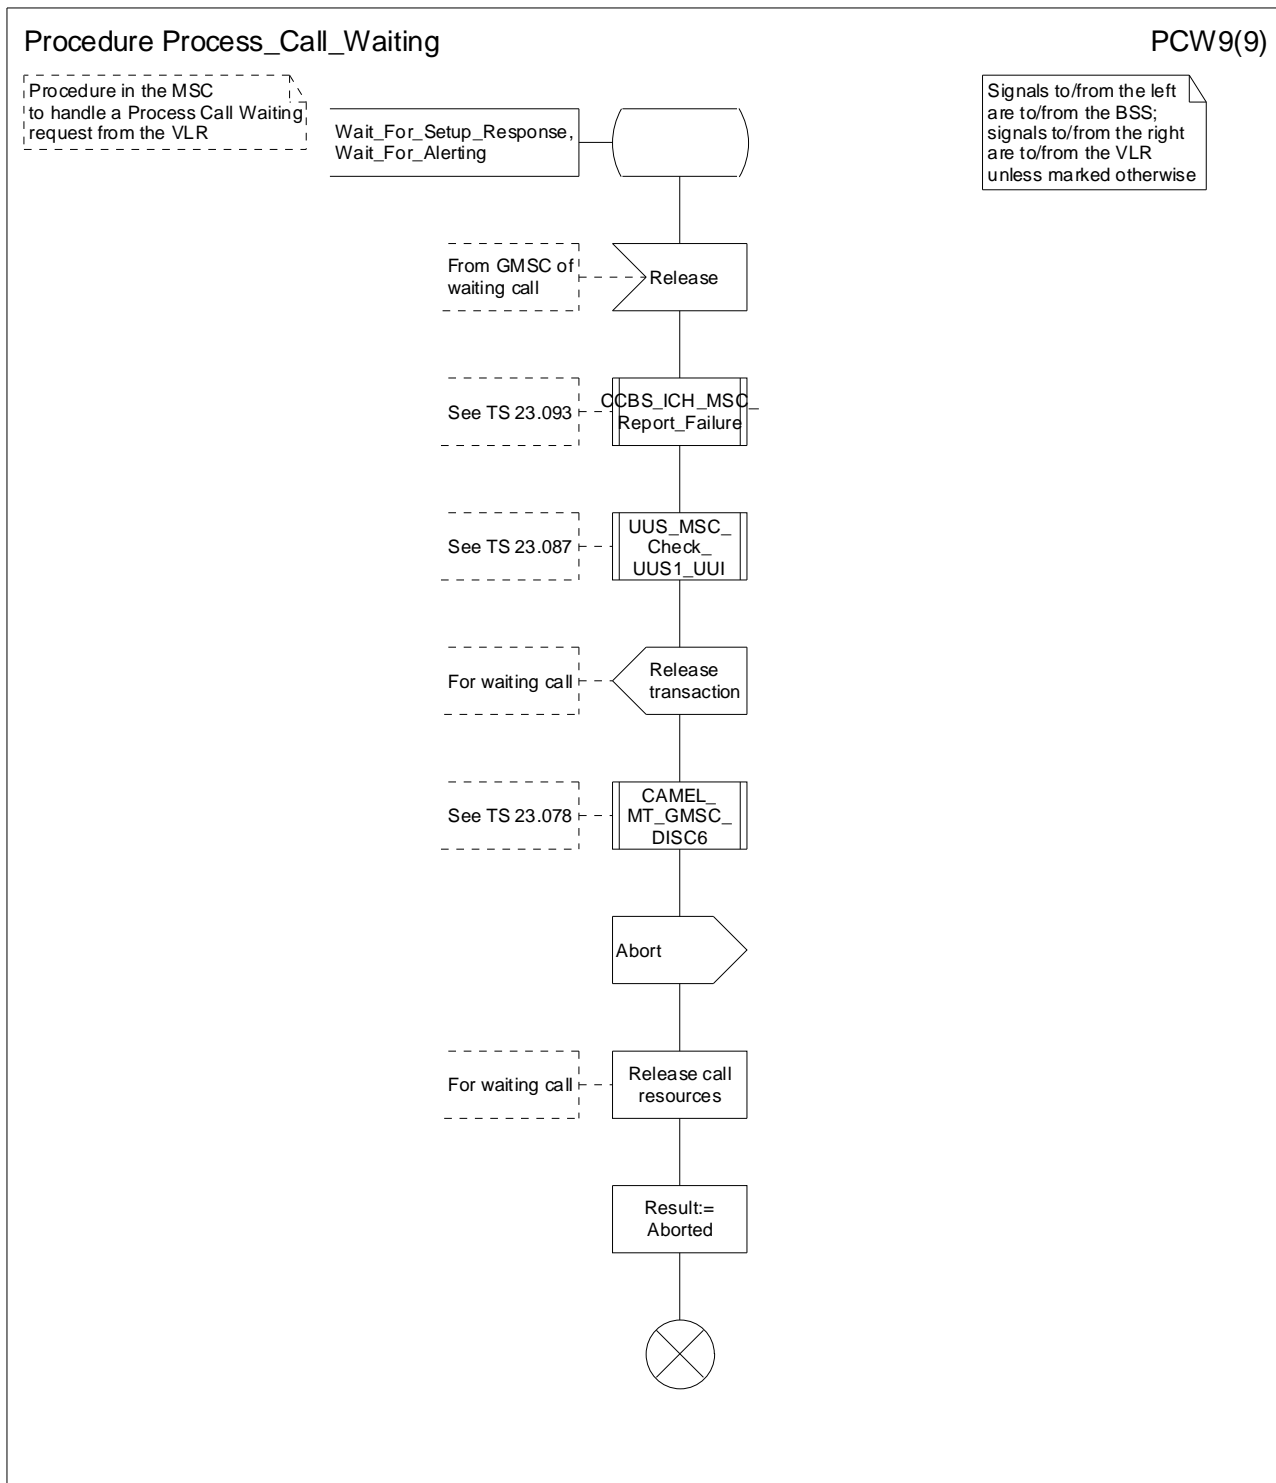 Procedure Process_Call_Waiting
PCW9(9)
Procedure in the MSC
to handle a Process Call Waiting
request from the VLR
Signals to/from the left
are to/from the BSS;
signals to/from the right
are to/from the VLR
unless marked otherwise
Wait_For_Setup_Response,
Wait_For_Alerting
From GMSC of
waiting call
Release
See TS 23.093
CCBS_ICH_MSC_
Report_Failure
See TS 23.087
UUS_MSC_
Check_
UUS1_UUI
For waiting call
Release
transaction
See TS 23.078
CAMEL_
MT_GMSC_
DISC6
Abort
For waiting call
Release call
resources
Result:=
Aborted